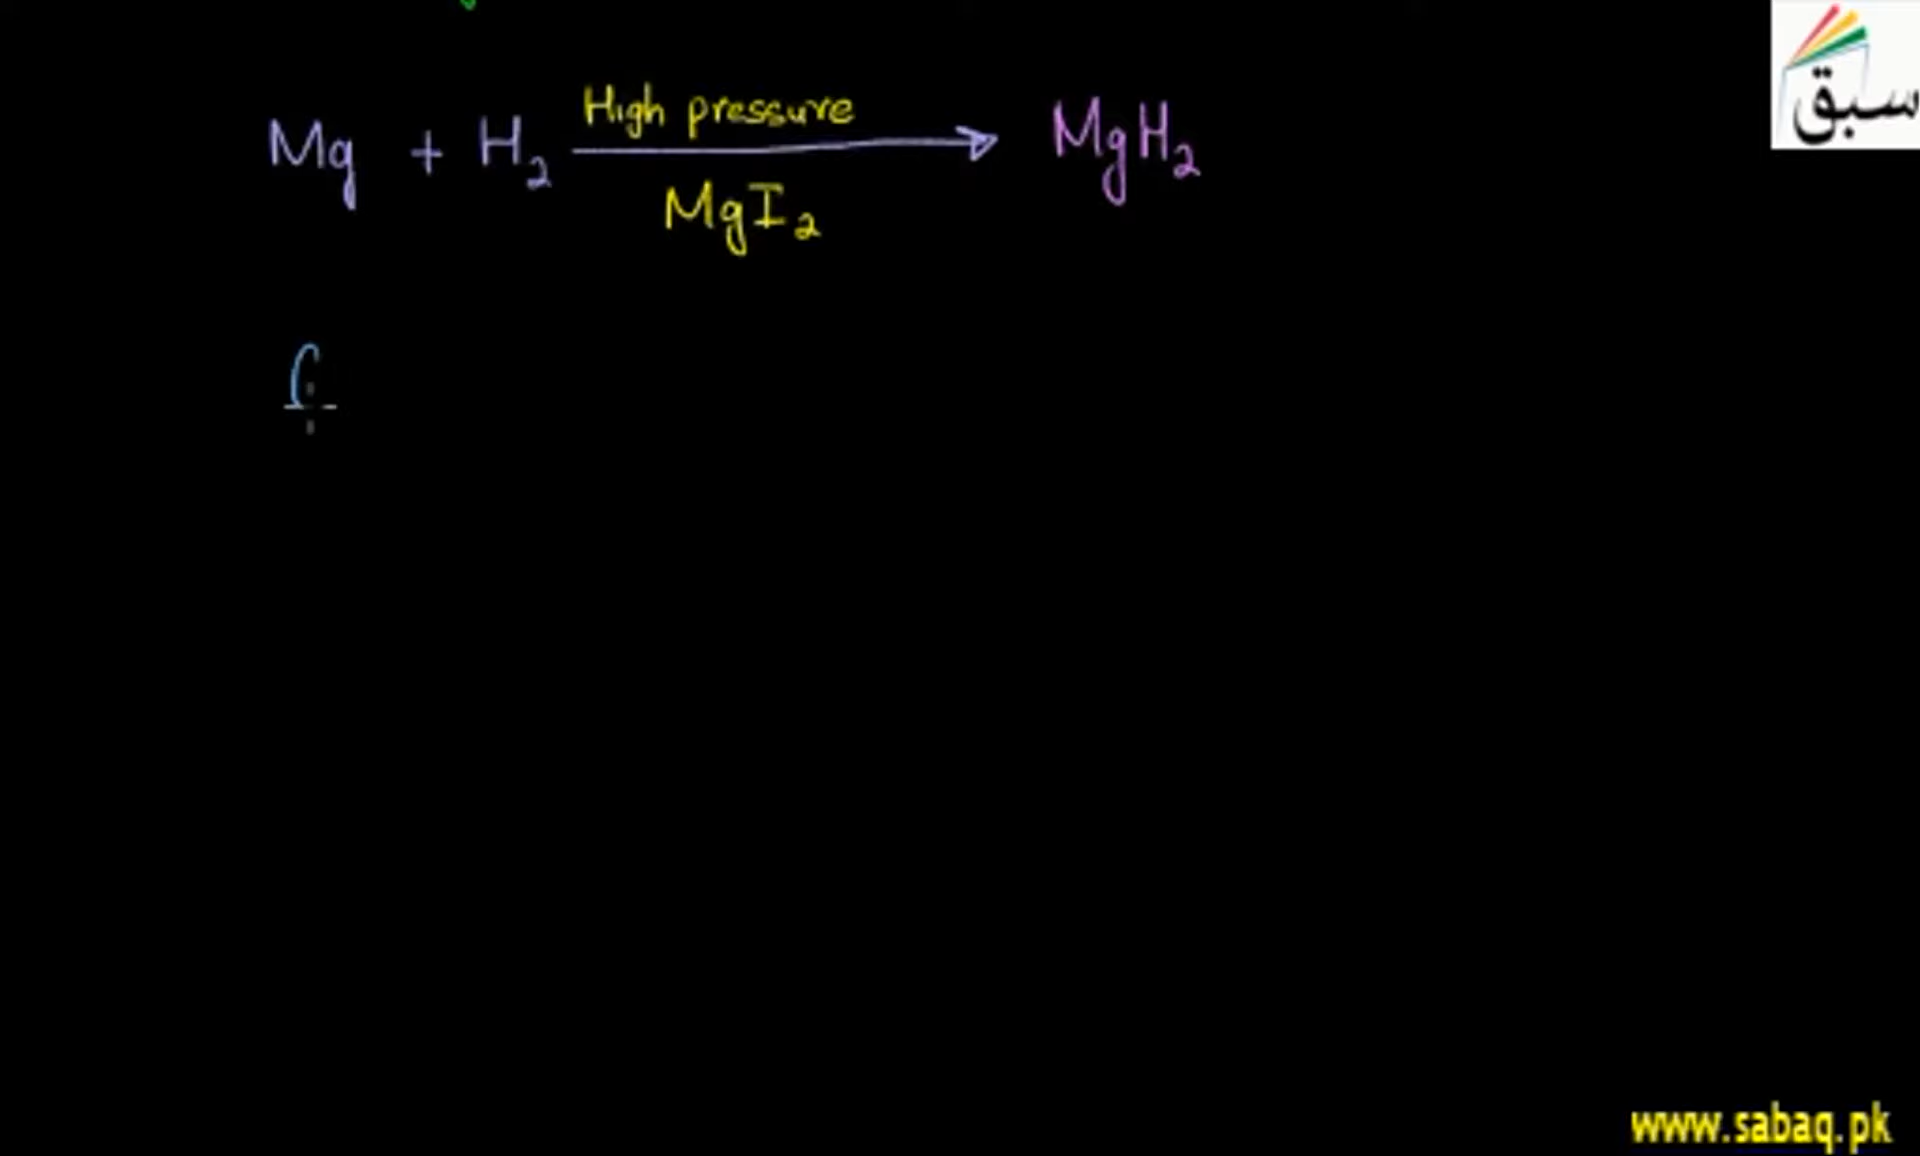 سبق
High pressure
Mg + H₂ → MgH₂
MgI₂
C
www.sabaq.pk